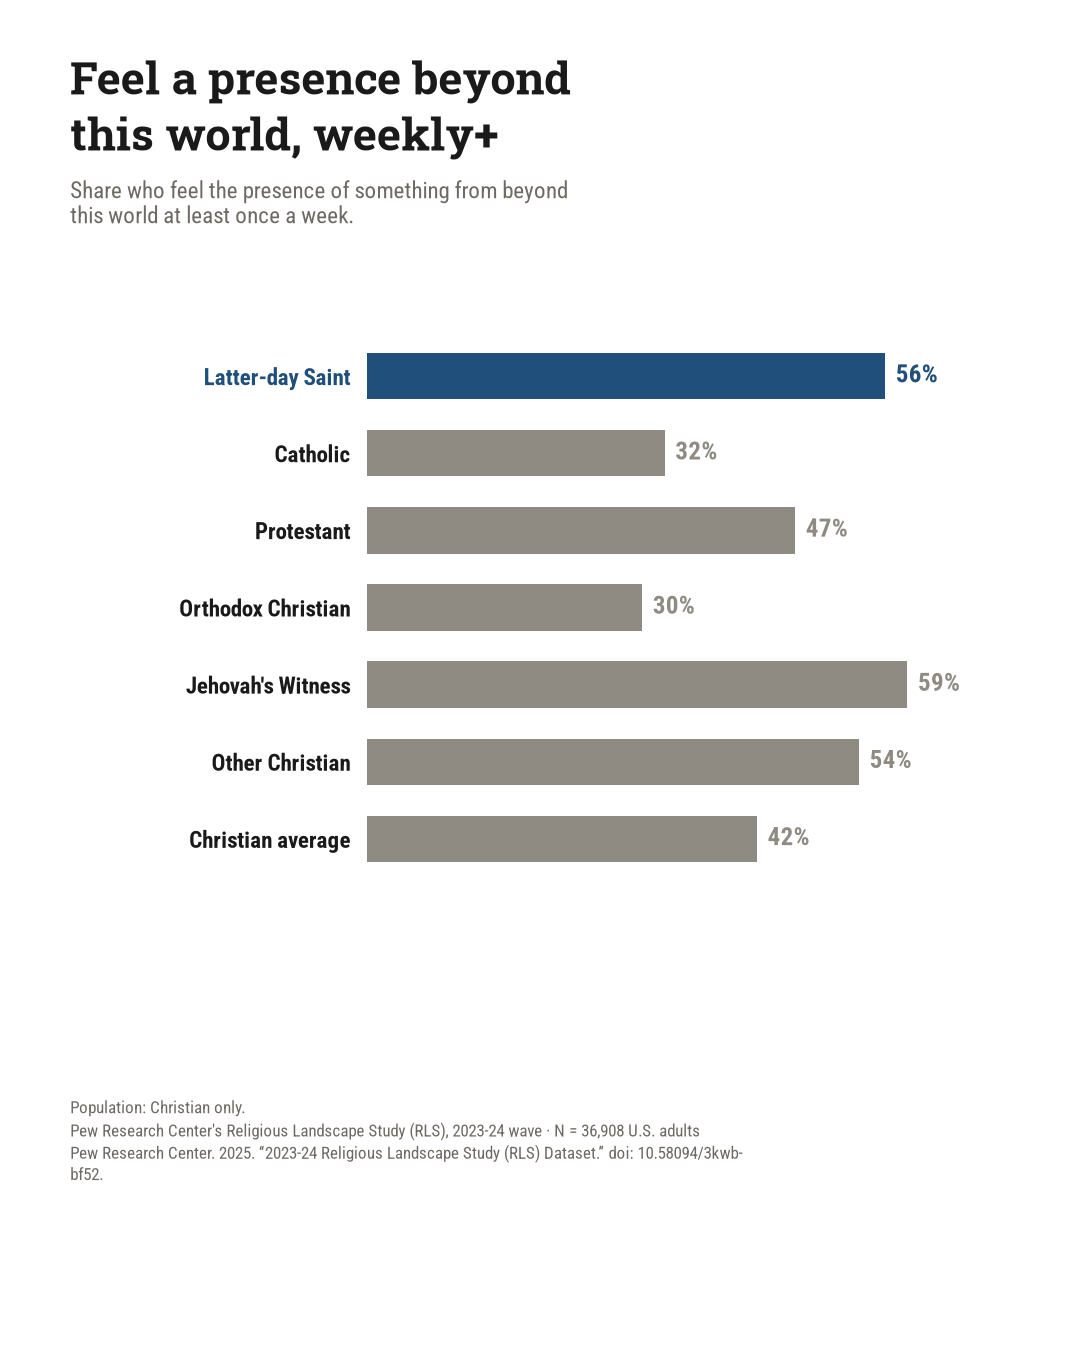 Feel a presence beyond
this world, weekly+
Share who feel the presence of something from beyond
this world at least once a week.
Latter-day Saint 56%
Catholic 32%
Protestant 47%
Orthodox Christian 30%
Jehovah's Witness 59%
Other Christian 54%
Christian average 42%
Population: Christian only.
Pew Research Center's Religious Landscape Study (RLS), 2023-24 wave · N = 36,908 U.S. adults
Pew Research Center. 2025. “2023-24 Religious Landscape Study (RLS) Dataset.” doi: 10.58094/3kwb-
bf52.